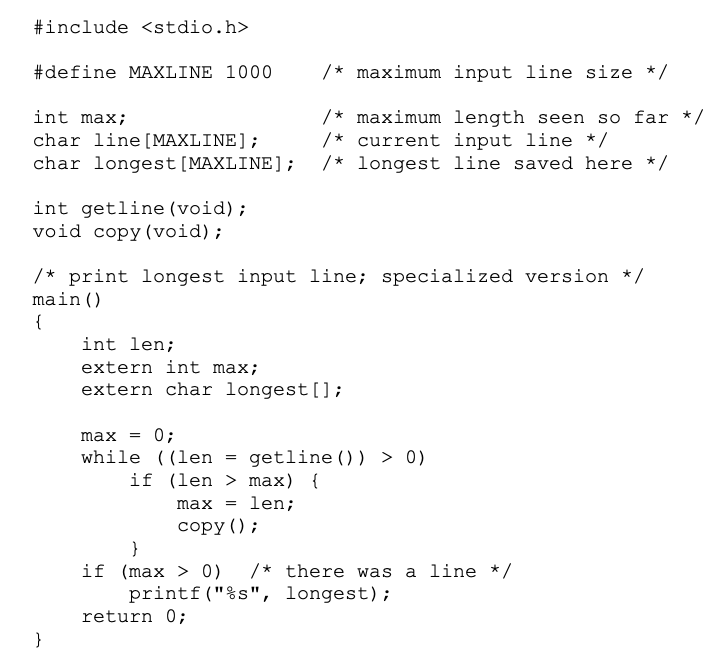 #include <stdio.h>

#define MAXLINE 1000    /* maximum input line size */

int max;                /* maximum length seen so far */
char line[MAXLINE];     /* current input line */
char longest[MAXLINE];  /* longest line saved here */

int getline(void);
void copy(void);

/* print longest input line; specialized version */
main()
{
    int len;
    extern int max;
    extern char longest[];

    max = 0;
    while ((len = getline()) > 0)
        if (len > max) {
            max = len;
            copy();
        }
    if (max > 0)  /* there was a line */
        printf("%s", longest);
    return 0;
}